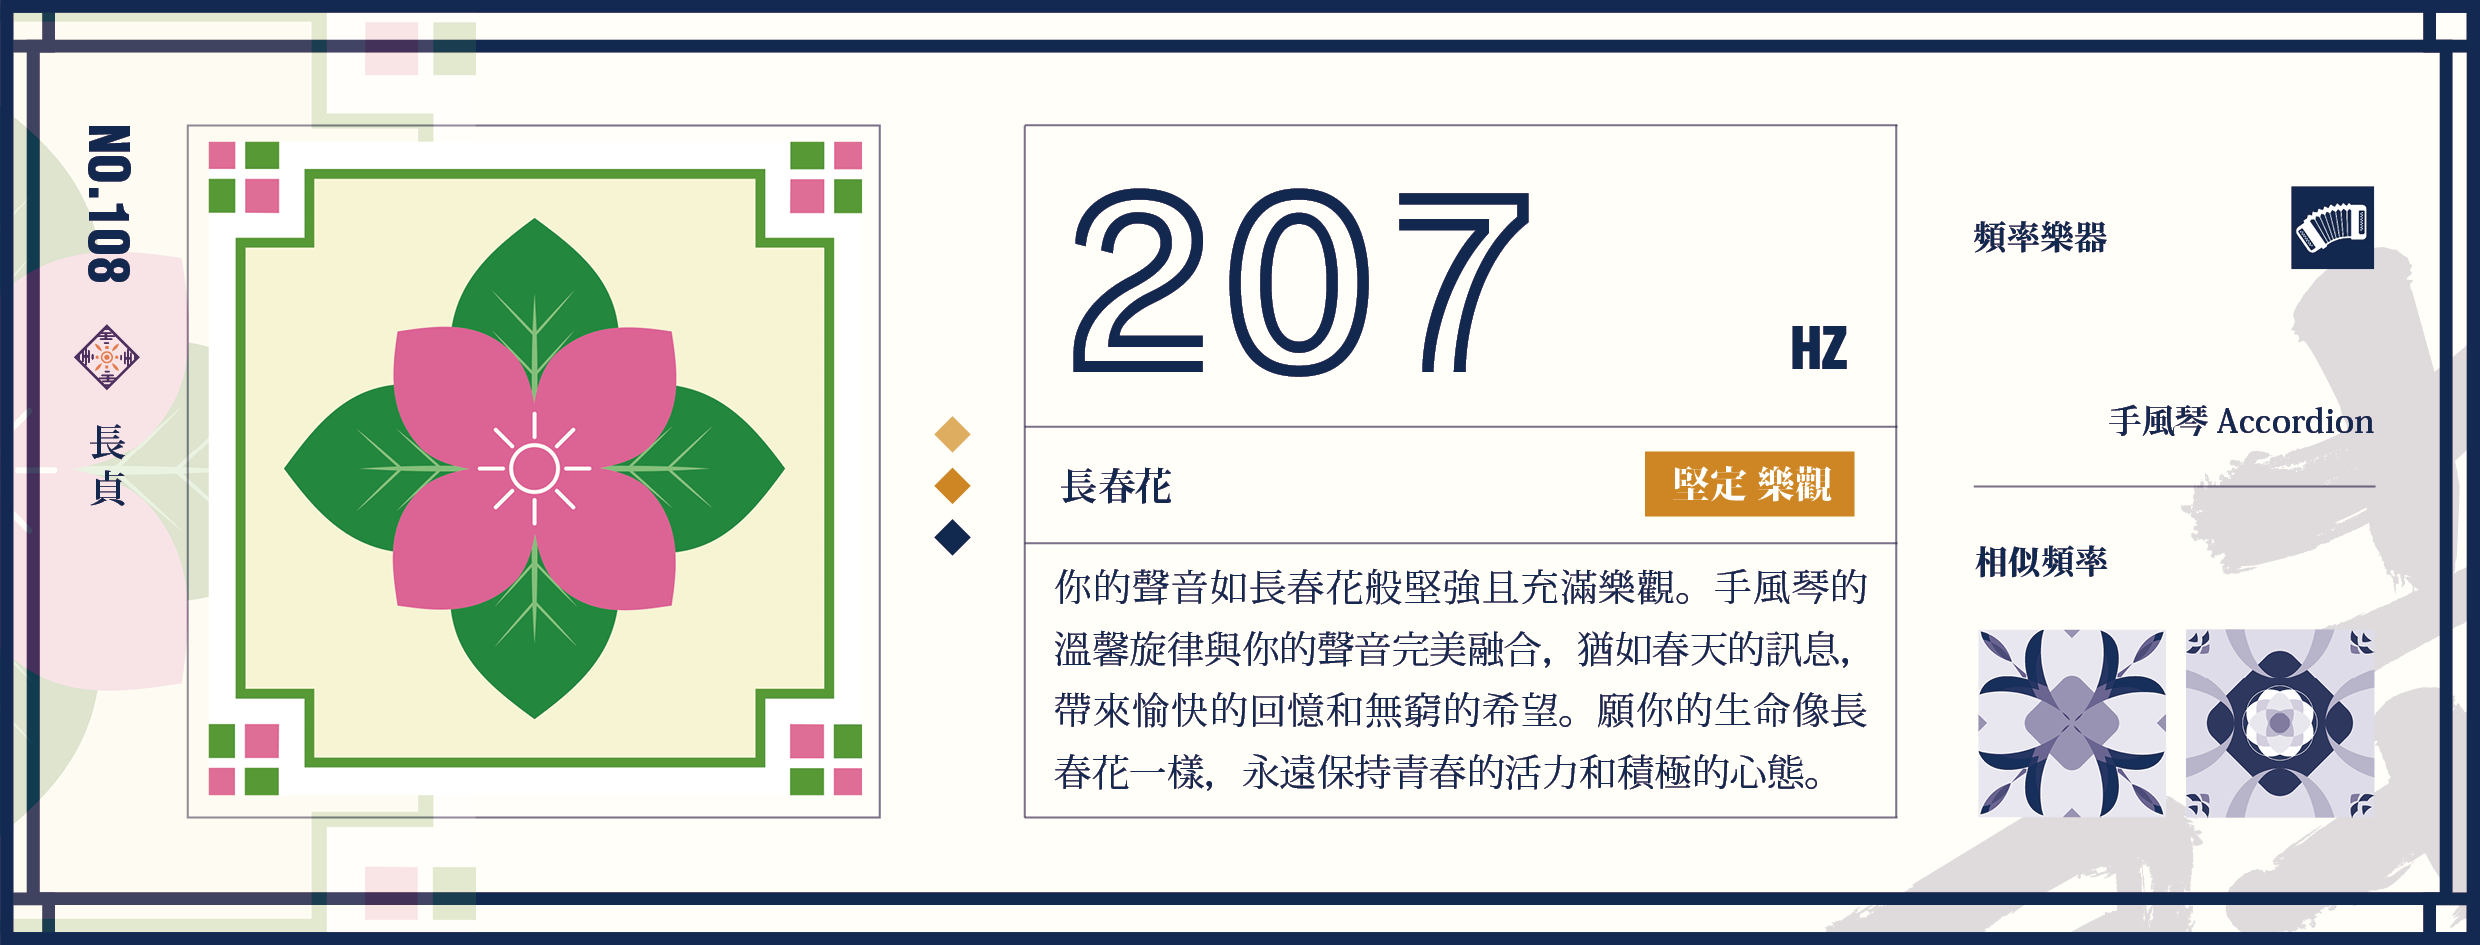 NO.108
長貞
207
HZ
長春花
堅定 樂觀
你的聲音如長春花般堅強且充滿樂觀。手風琴的
溫馨旋律與你的聲音完美融合，猶如春天的訊息，
帶來愉快的回憶和無窮的希望。願你的生命像長
春花一樣，永遠保持青春的活力和積極的心態。
頻率樂器
手風琴 Accordion
相似頻率